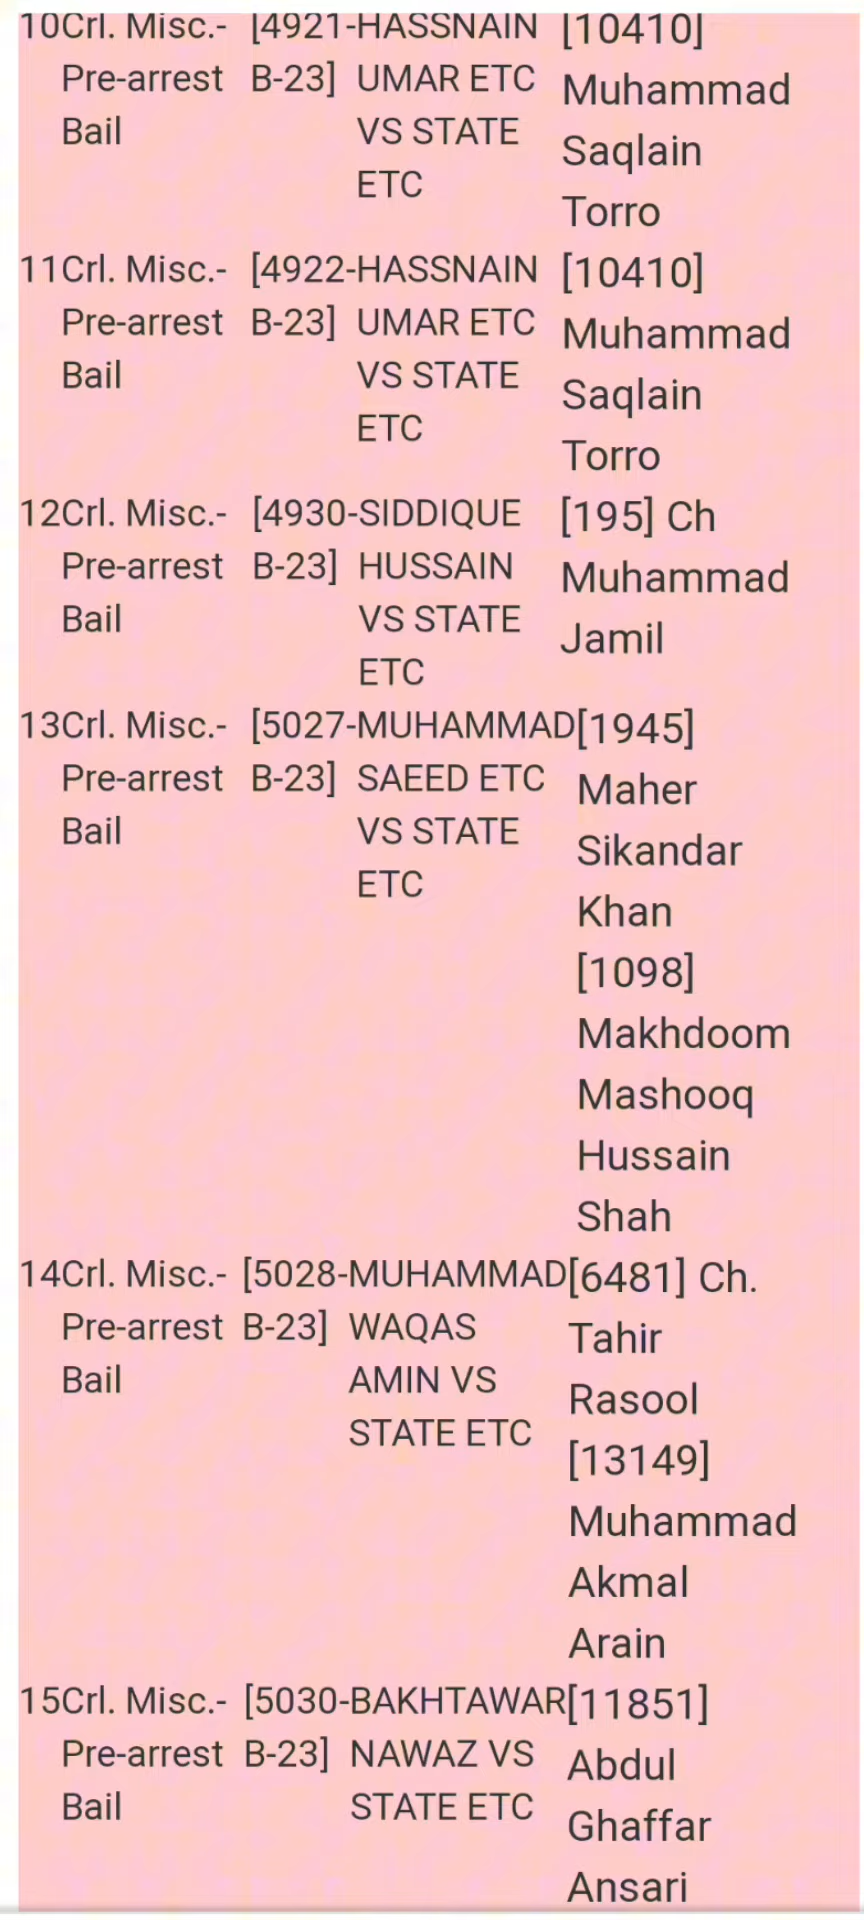 10Crl. Misc.- [4921-HASSNAIN [10410]
Pre-arrest B-23] UMAR ETC Muhammad
Bail VS STATE Saqlain
ETC Torro
11Crl. Misc.- [4922-HASSNAIN [10410]
Pre-arrest B-23] UMAR ETC Muhammad
Bail VS STATE Saqlain
ETC Torro
12Crl. Misc.- [4930-SIDDIQUE [195] Ch
Pre-arrest B-23] HUSSAIN Muhammad
Bail VS STATE Jamil
ETC
13Crl. Misc.- [5027-MUHAMMAD[1945]
Pre-arrest B-23] SAEED ETC Maher
Bail VS STATE Sikandar
ETC Khan
[1098]
Makhdoom
Mashooq
Hussain
Shah
14Crl. Misc.- [5028-MUHAMMAD[6481] Ch.
Pre-arrest B-23] WAQAS Tahir
Bail AMIN VS Rasool
STATE ETC [13149]
Muhammad
Akmal
Arain
15Crl. Misc.- [5030-BAKHTAWAR[11851]
Pre-arrest B-23] NAWAZ VS Abdul
Bail STATE ETC Ghaffar
Ansari